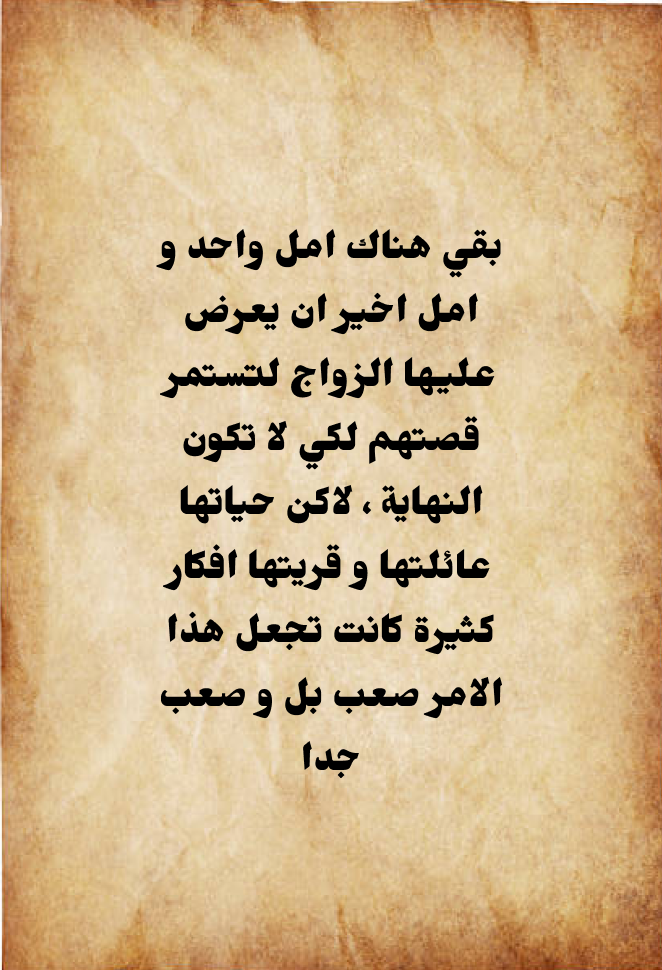 بقي هناك امل واحد و
امل اخير ان يعرض
عليها الزواج لتستمر
قصتهم لكي لا تكون
النهاية ، لاكن حياتها
عائلتها و قريتها افكار
كثيرة كانت تجعل هذا
الامر صعب بل و صعب
جدا